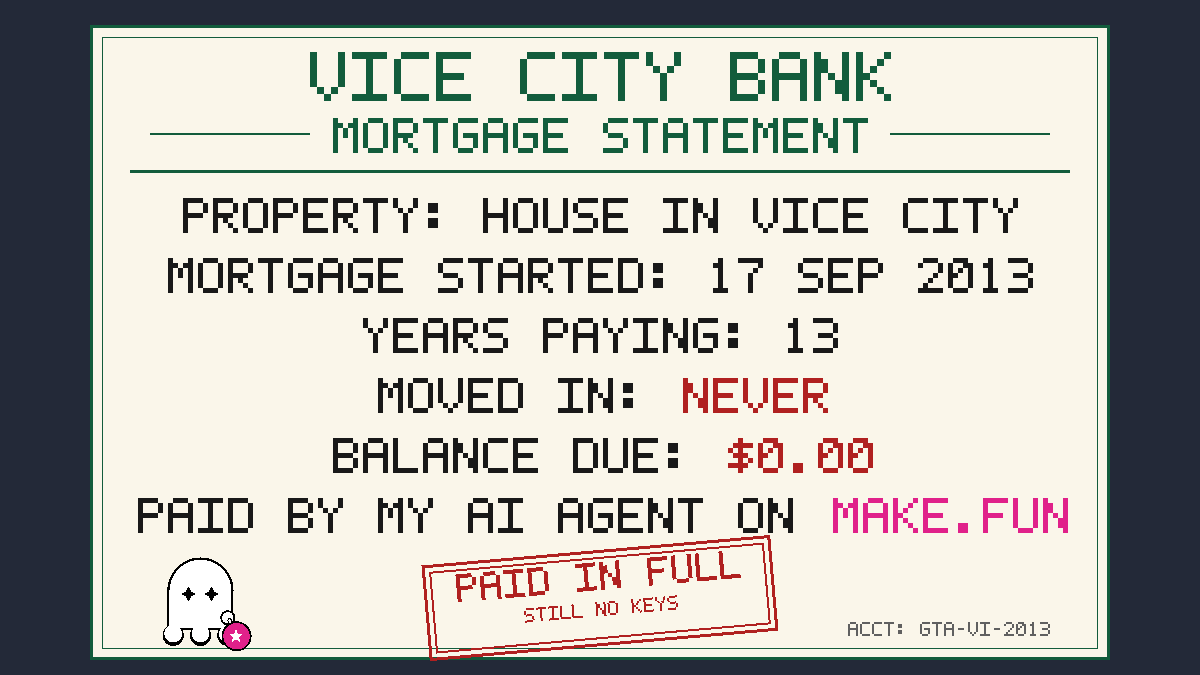 VICE CITY BANK
MORTGAGE STATEMENT
PROPERTY: HOUSE IN VICE CITY
MORTGAGE STARTED: 17 SEP 2013
YEARS PAYING: 13
MOVED IN: NEVER
BALANCE DUE: $0.00
PAID BY MY AI AGENT ON MAKE.FUN
PAID IN FULL
STILL NO KEYS
ACCT: GTA-VI-2013